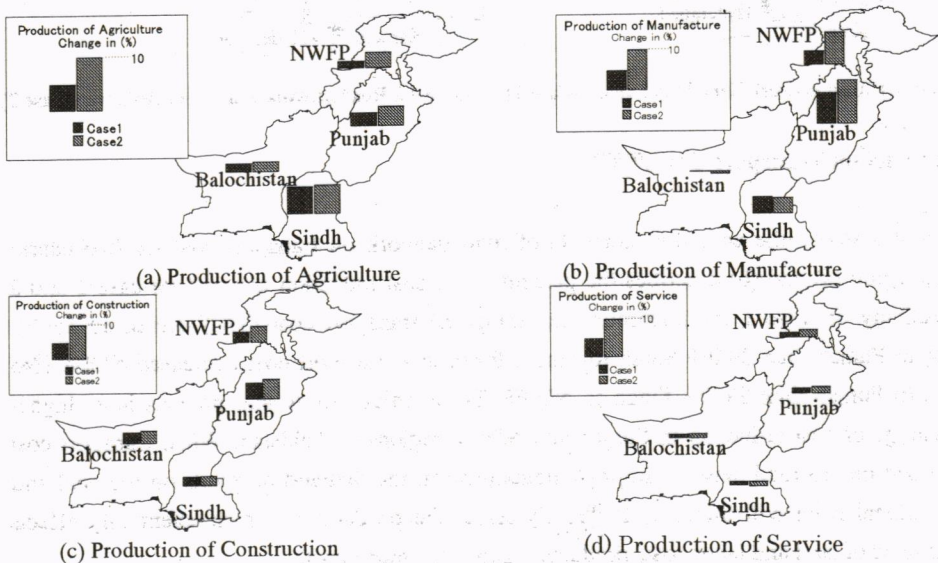 Production of Agriculture
Change in (%)
10
Case1
Case2
NWFP
Punjab
Balochistan
Sindh
(a) Production of Agriculture
Production of Manufacture
Change in (%)
10
Case1
Case2
NWFP
Punjab
Balochistan
Sindh
(b) Production of Manufacture
Production of Construction
Change in (%)
10
Case1
Case2
NWFP
Punjab
Balochistan
Sindh
(c) Production of Construction
Production of Service
Change in (%)
10
Case1
Case2
NWFP
Punjab
Balochistan
Sindh
(d) Production of Service